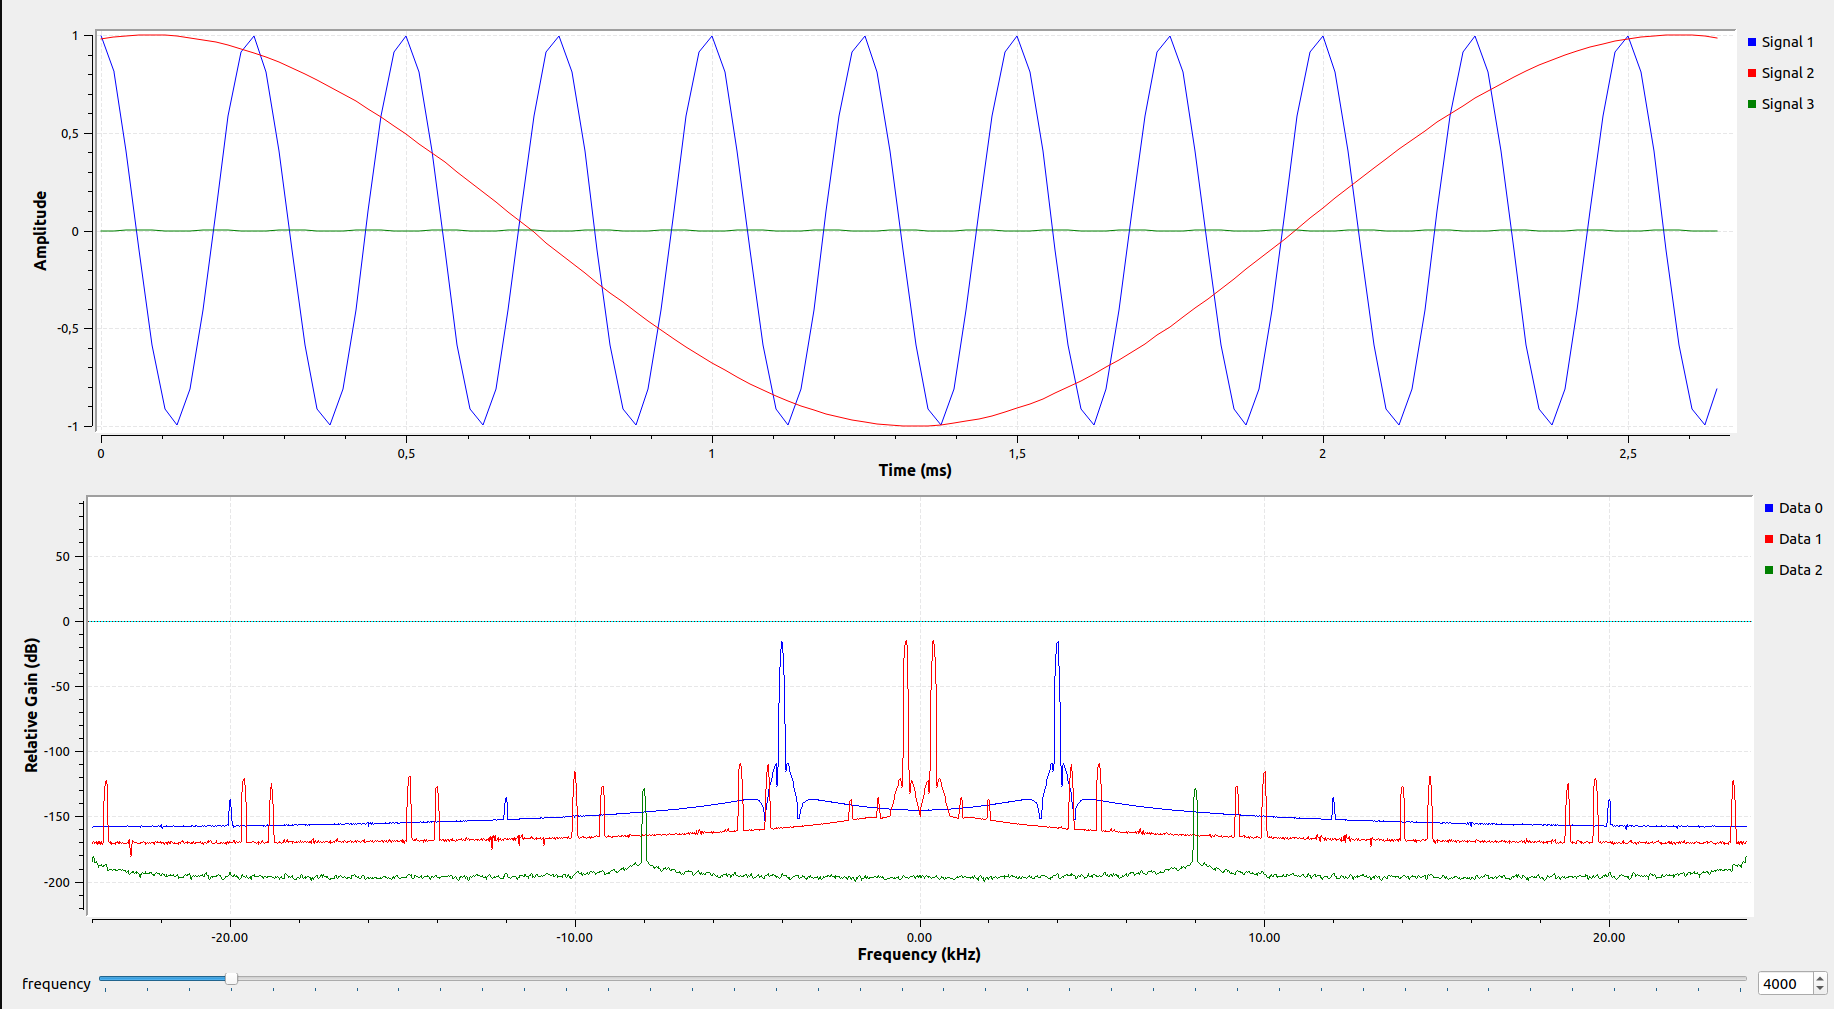 1
0,5
0
-0,5
-1
Amplitude
0
0,5
1
1,5
2
2,5
Time (ms)
Signal 1
Signal 2
Signal 3
50
0
-50
-100
-150
-200
Relative Gain (dB)
-20.00
-10.00
0.00
10.00
20.00
Frequency (kHz)
Data 0
Data 1
Data 2
frequency
4000